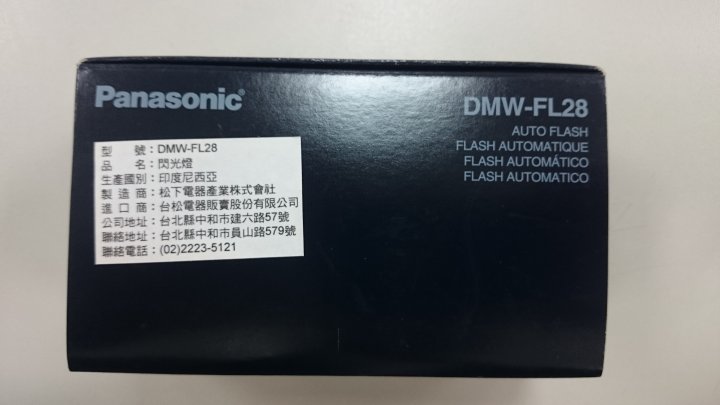 Panasonic®
DMW-FL28
AUTO FLASH
FLASH AUTOMATIQUE
FLASH AUTOMÁTICO
FLASH AUTOMATICO
型　　號：DMW-FL28
品　　名：閃光燈
生產國別：印度尼西亞
製 造 商：松下電器產業株式會社
進 口 商：台松電器販賣股份有限公司
公司地址：台北縣中和市建六路57號
聯絡地址：台北縣中和市員山路579號
聯絡電話：(02)2223-5121